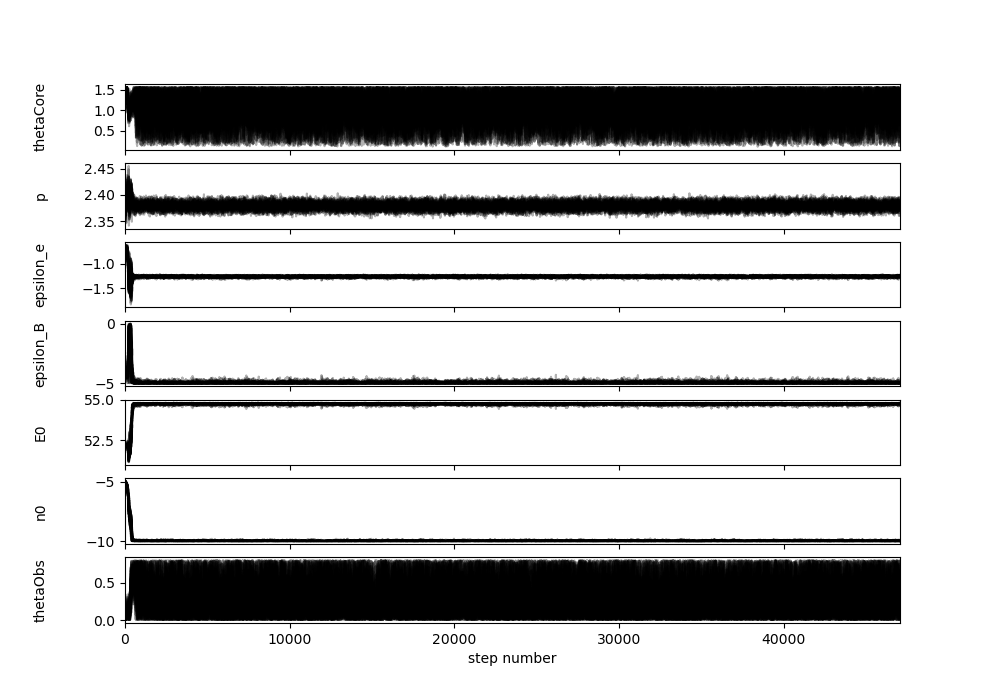 thetaCore
1.5
1.0
0.5
p
2.45
2.40
2.35
epsilon_e
−1.0
−1.5
epsilon_B
0
−5
E0
55.0
52.5
n0
−5
−10
thetaObs
0.5
0.0
0 10000 20000 30000 40000
step number